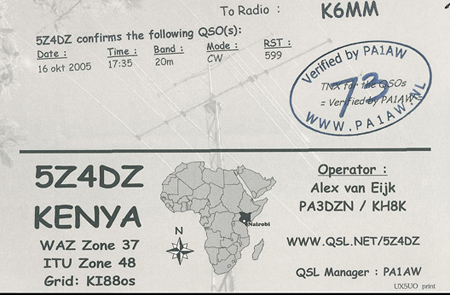 To Radio : K6MM
5Z4DZ confirms the following QSO(s):
Date : Time : Band : Mode : RST :
16 okt 2005 17:35 20m CW 599
Verified by PA1AW
73
TNX for the QSOs
= Verified by PA1AW
WWW.PA1AW.NL
5Z4DZ
KENYA
WAZ Zone 37
ITU Zone 48
Grid: KI88os
N
Nairobi
Operator :
Alex van Eijk
PA3DZN / KH8K
WWW.QSL.NET/5Z4DZ
QSL Manager : PA1AW
UX5UO print